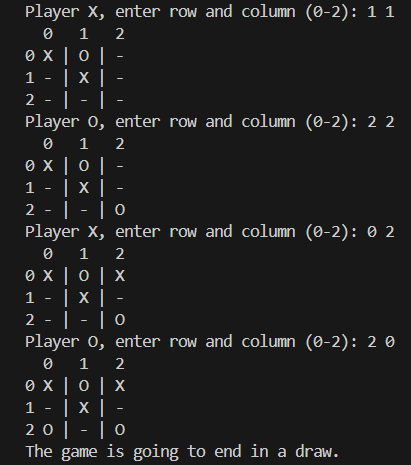 Player X, enter row and column (0-2): 1 1
  0   1   2
0 X | O | -
1 - | X | -
2 - | - | -
Player O, enter row and column (0-2): 2 2
  0   1   2
0 X | O | -
1 - | X | -
2 - | - | O
Player X, enter row and column (0-2): 0 2
  0   1   2
0 X | O | X
1 - | X | -
2 - | - | O
Player O, enter row and column (0-2): 2 0
  0   1   2
0 X | O | X
1 - | X | -
2 O | - | O
The game is going to end in a draw.